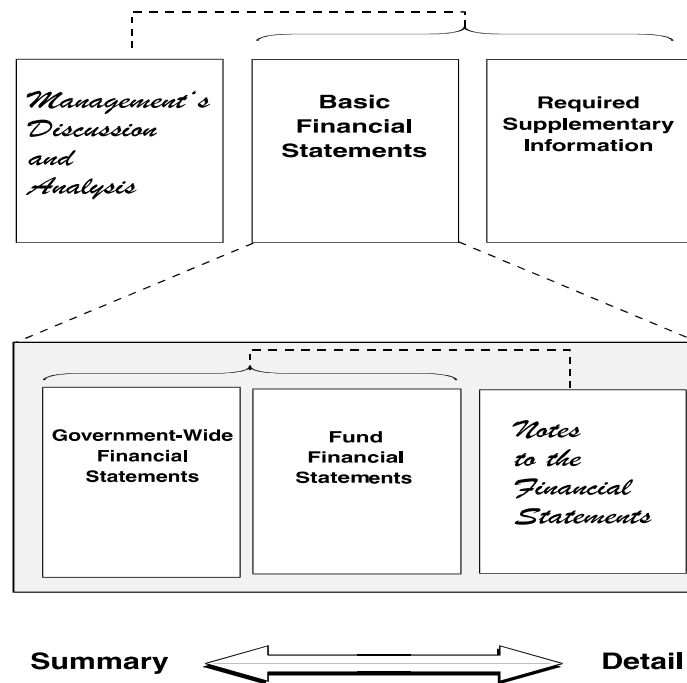 Management's
Discussion
and
Analysis
Basic
Financial
Statements
Required
Supplementary
Information
Government-Wide
Financial
Statements
Fund
Financial
Statements
Notes
to the
Financial
Statements
Summary
Detail